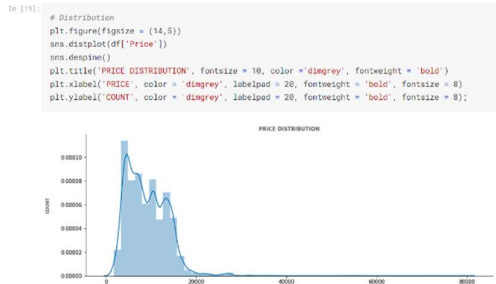 In [19]:
# Distribution
plt.figure(figsize = (14,5))
sns.distplot(df['Price'])
sns.despine()
plt.title('PRICE DISTRIBUTION', fontsize = 10, color ='dimgrey', fontweight = 'bold')
plt.xlabel('PRICE', color = 'dimgrey', labelpad = 20, fontweight = 'bold', fontsize = 8)
plt.ylabel('COUNT', color = 'dimgrey', labelpad = 20, fontweight = 'bold', fontsize = 8);
PRICE DISTRIBUTION
0.00010
0.00008
0.00006
0.00004
0.00002
0.00000
COUNT
0 20000 40000 60000 80000